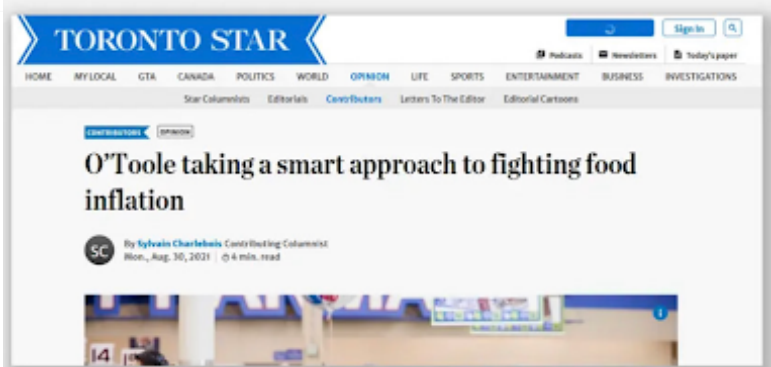 TORONTO STAR
Sign In
Podcasts Newsletters Today's paper
HOME MY LOCAL GTA CANADA POLITICS WORLD OPINION LIFE SPORTS ENTERTAINMENT BUSINESS INVESTIGATIONS
Star Columnists Editorials Contributors Letters To The Editor Editorial Cartoons
CONTRIBUTORS OPINION
O'Toole taking a smart approach to fighting food
inflation
SC
By Sylvain Charlebois Contributing Columnist
Mon., Aug. 30, 2021 4 min. read
i
14